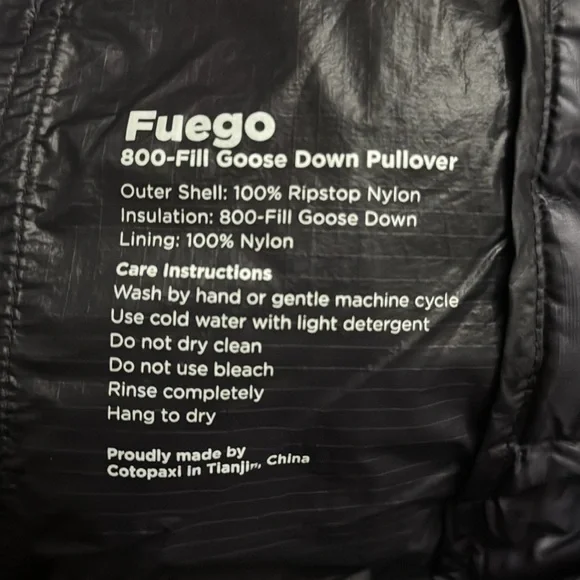 Fuego
800-Fill Goose Down Pullover
Outer Shell: 100% Ripstop Nylon
Insulation: 800-Fill Goose Down
Lining: 100% Nylon
Care Instructions
Wash by hand or gentle machine cycle
Use cold water with light detergent
Do not dry clean
Do not use bleach
Rinse completely
Hang to dry
Proudly made by
Cotopaxi in Tianjin, China